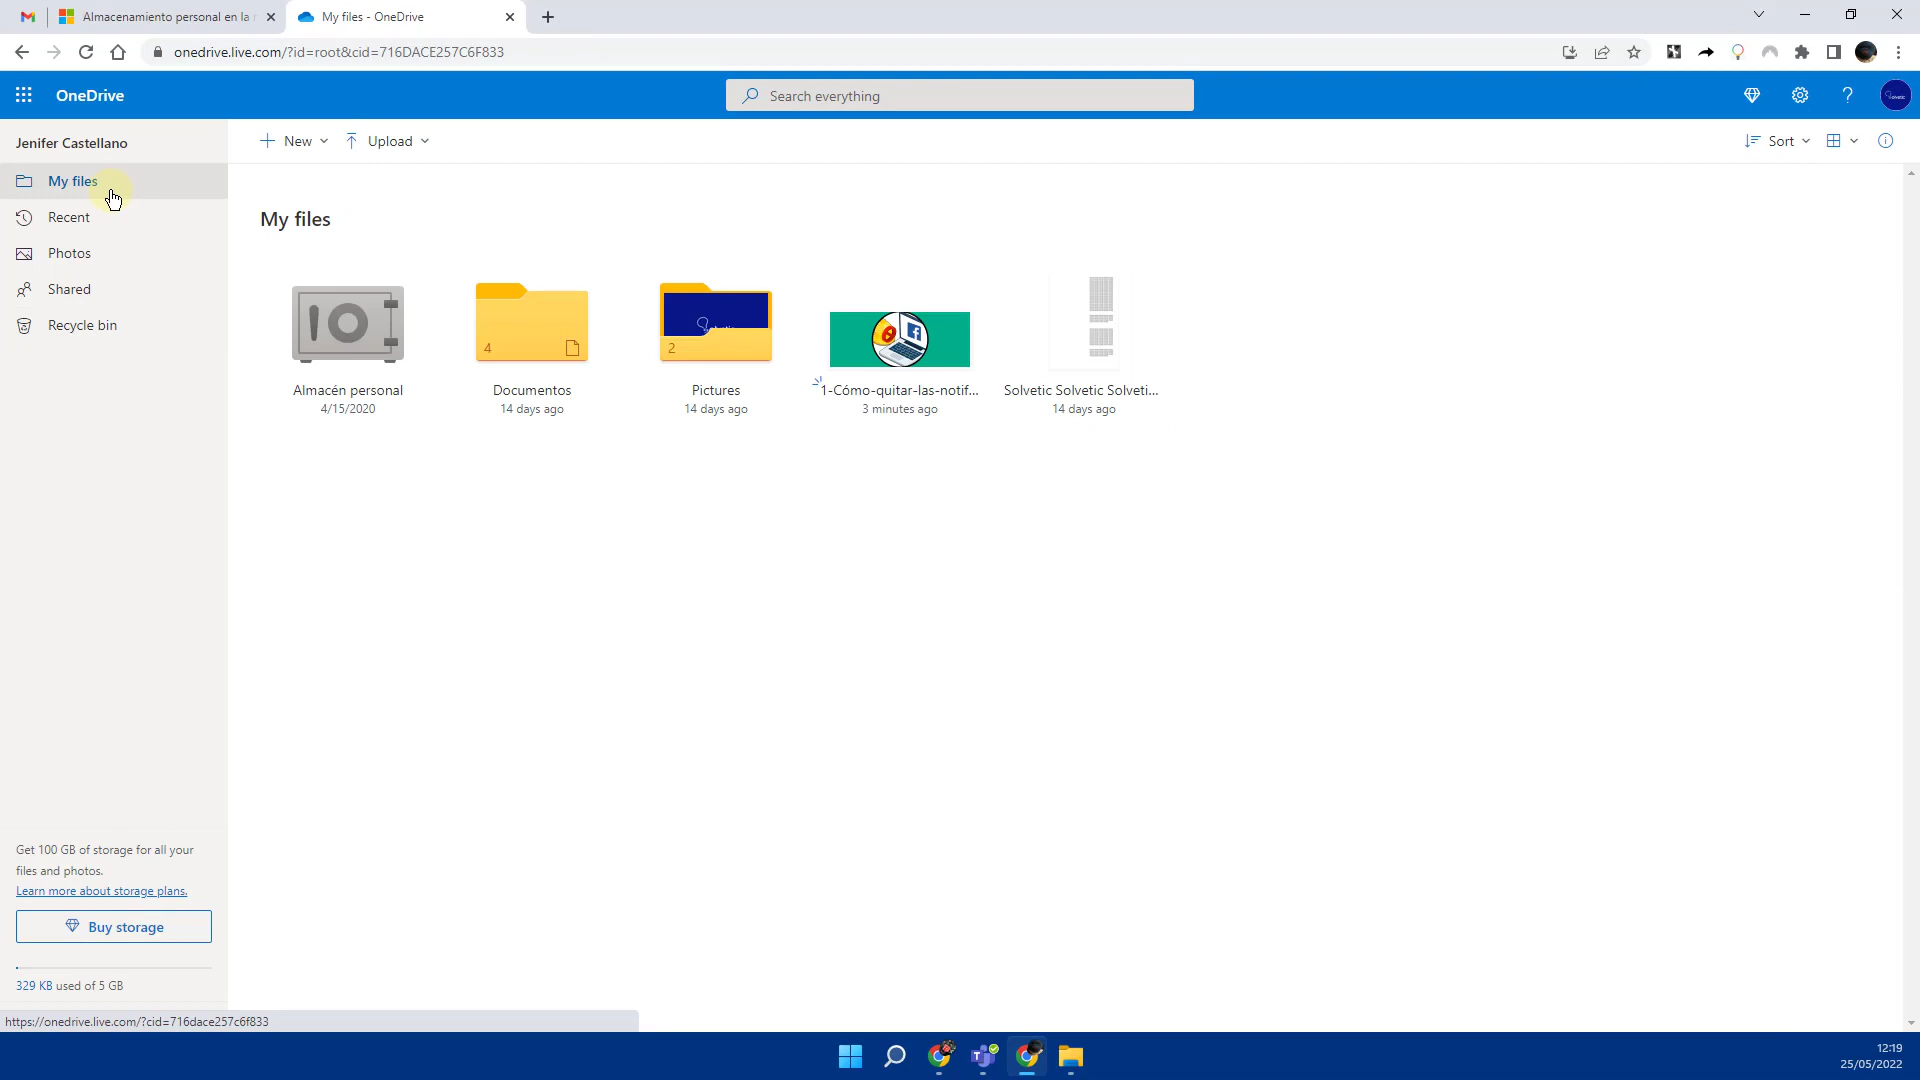 Almacenamiento personal en la
My files - OneDrive
onedrive.live.com/?id=root&cid=716DACE257C6F833
OneDrive
Search everything
Jenifer Castellano
New
Upload
Sort
My files
Recent
Photos
Shared
Recycle bin
My files
4
2
Almacén personal
Documentos
Pictures
1-Cómo-quitar-las-notif...
Solvetic Solvetic Solveti...
4/15/2020
14 days ago
14 days ago
3 minutes ago
14 days ago
Get 100 GB of storage for all your
files and photos.
Learn more about storage plans.
Buy storage
329 KB used of 5 GB
https://onedrive.live.com/?cid=716dace257c6f833
12:19
25/05/2022